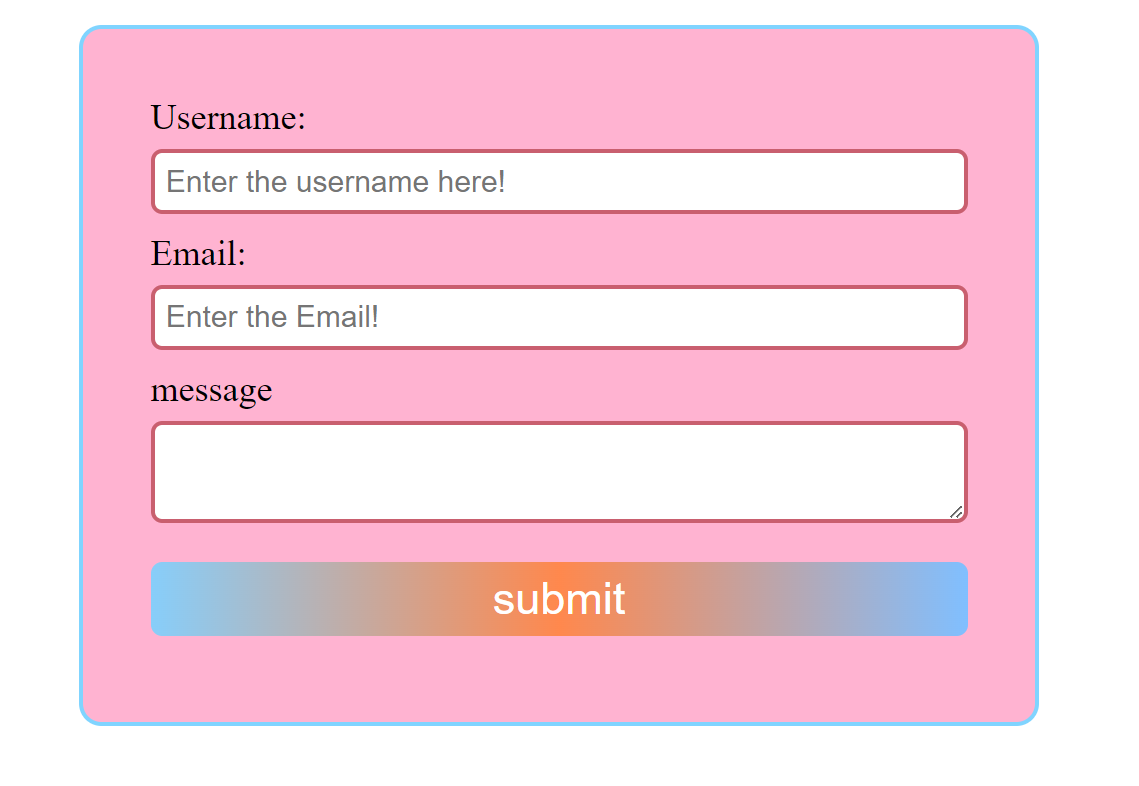 Username:
Enter the username here!
Email:
Enter the Email!
message
submit